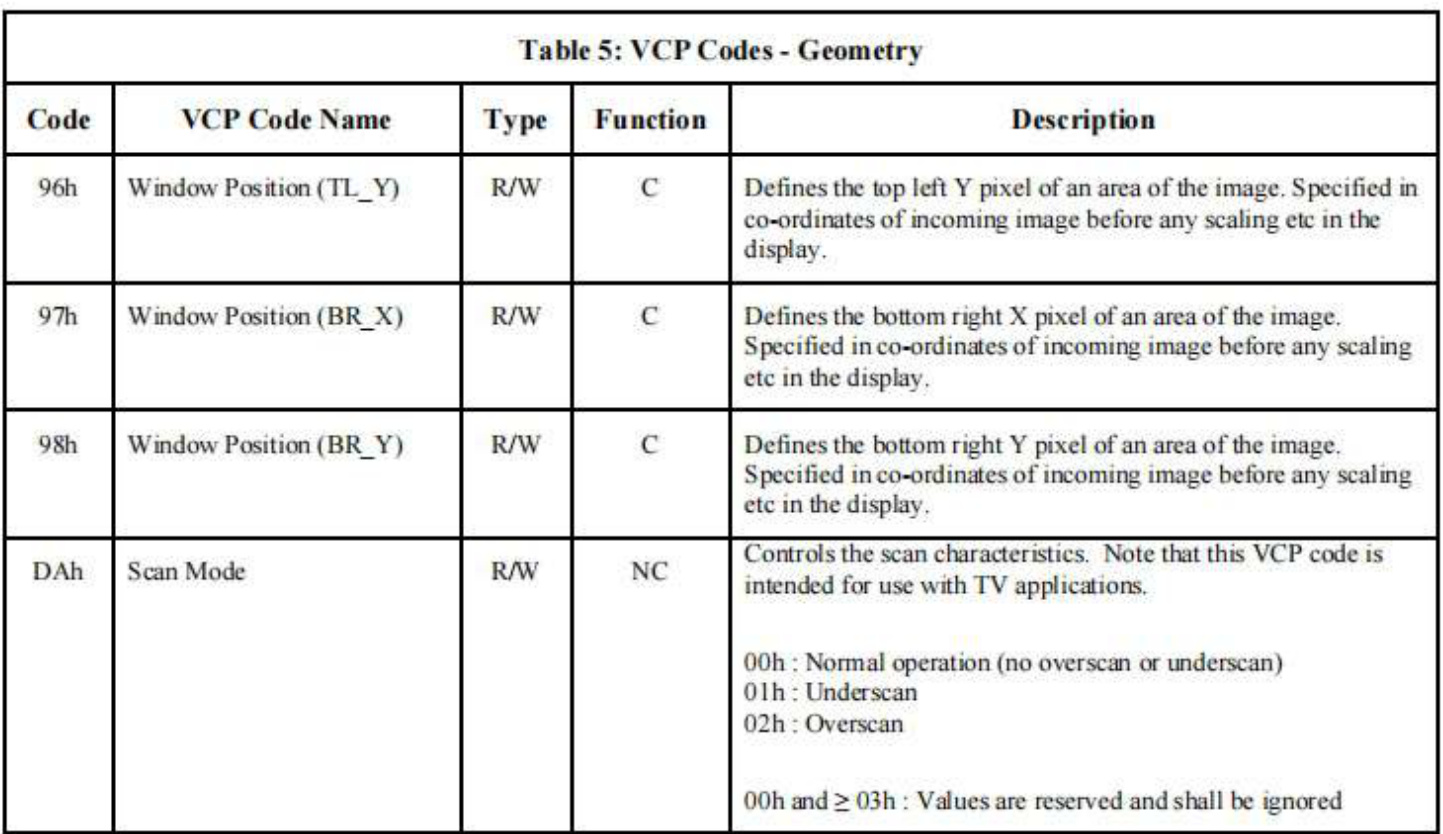 Table 5: VCP Codes - Geometry
Code VCP Code Name Type Function Description
96h Window Position (TL_Y) R/W C Defines the top left Y pixel of an area of the image. Specified in
co-ordinates of incoming image before any scaling etc in the
display.
97h Window Position (BR_X) R/W C Defines the bottom right X pixel of an area of the image.
Specified in co-ordinates of incoming image before any scaling
etc in the display.
98h Window Position (BR_Y) R/W C Defines the bottom right Y pixel of an area of the image.
Specified in co-ordinates of incoming image before any scaling
etc in the display.
DAh Scan Mode R/W NC Controls the scan characteristics. Note that this VCP code is
intended for use with TV applications.
00h : Normal operation (no overscan or underscan)
01h : Underscan
02h : Overscan
00h and ≥ 03h : Values are reserved and shall be ignored